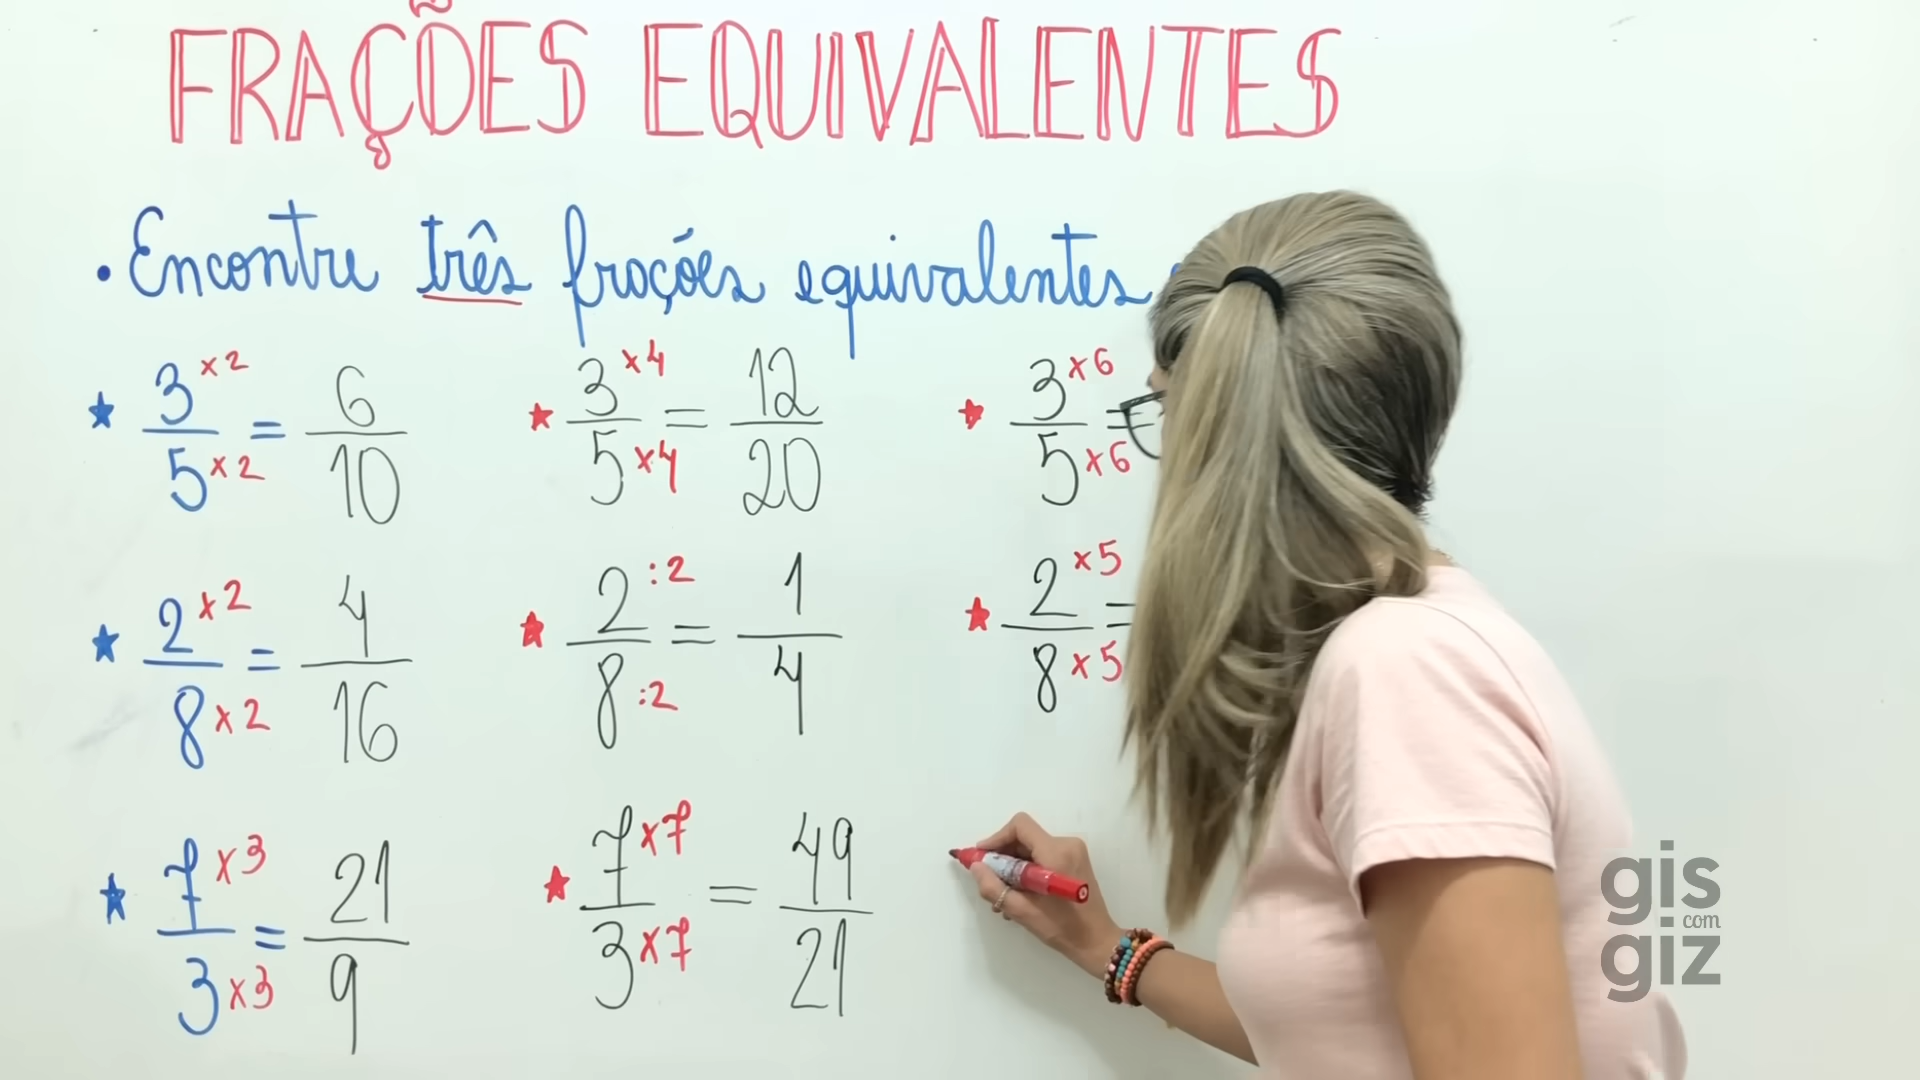 FRAÇÕES EQUIVALENTES
• Encontre três frações equivalentes
★ 3 ×2 / 5 ×2 = 6/10 ★ 3 ×4 / 5 ×4 = 12/20 ★ 3 ×6 / 5 ×6 =
★ 2 ×2 / 8 ×2 = 4/16 ★ 2 :2 / 8 :2 = 1/4 ★ 2 ×5 / 8 ×5 =
★ 7 ×3 / 3 ×3 = 21/9 ★ 7 ×7 / 3 ×7 = 49/21
gis
com
giz